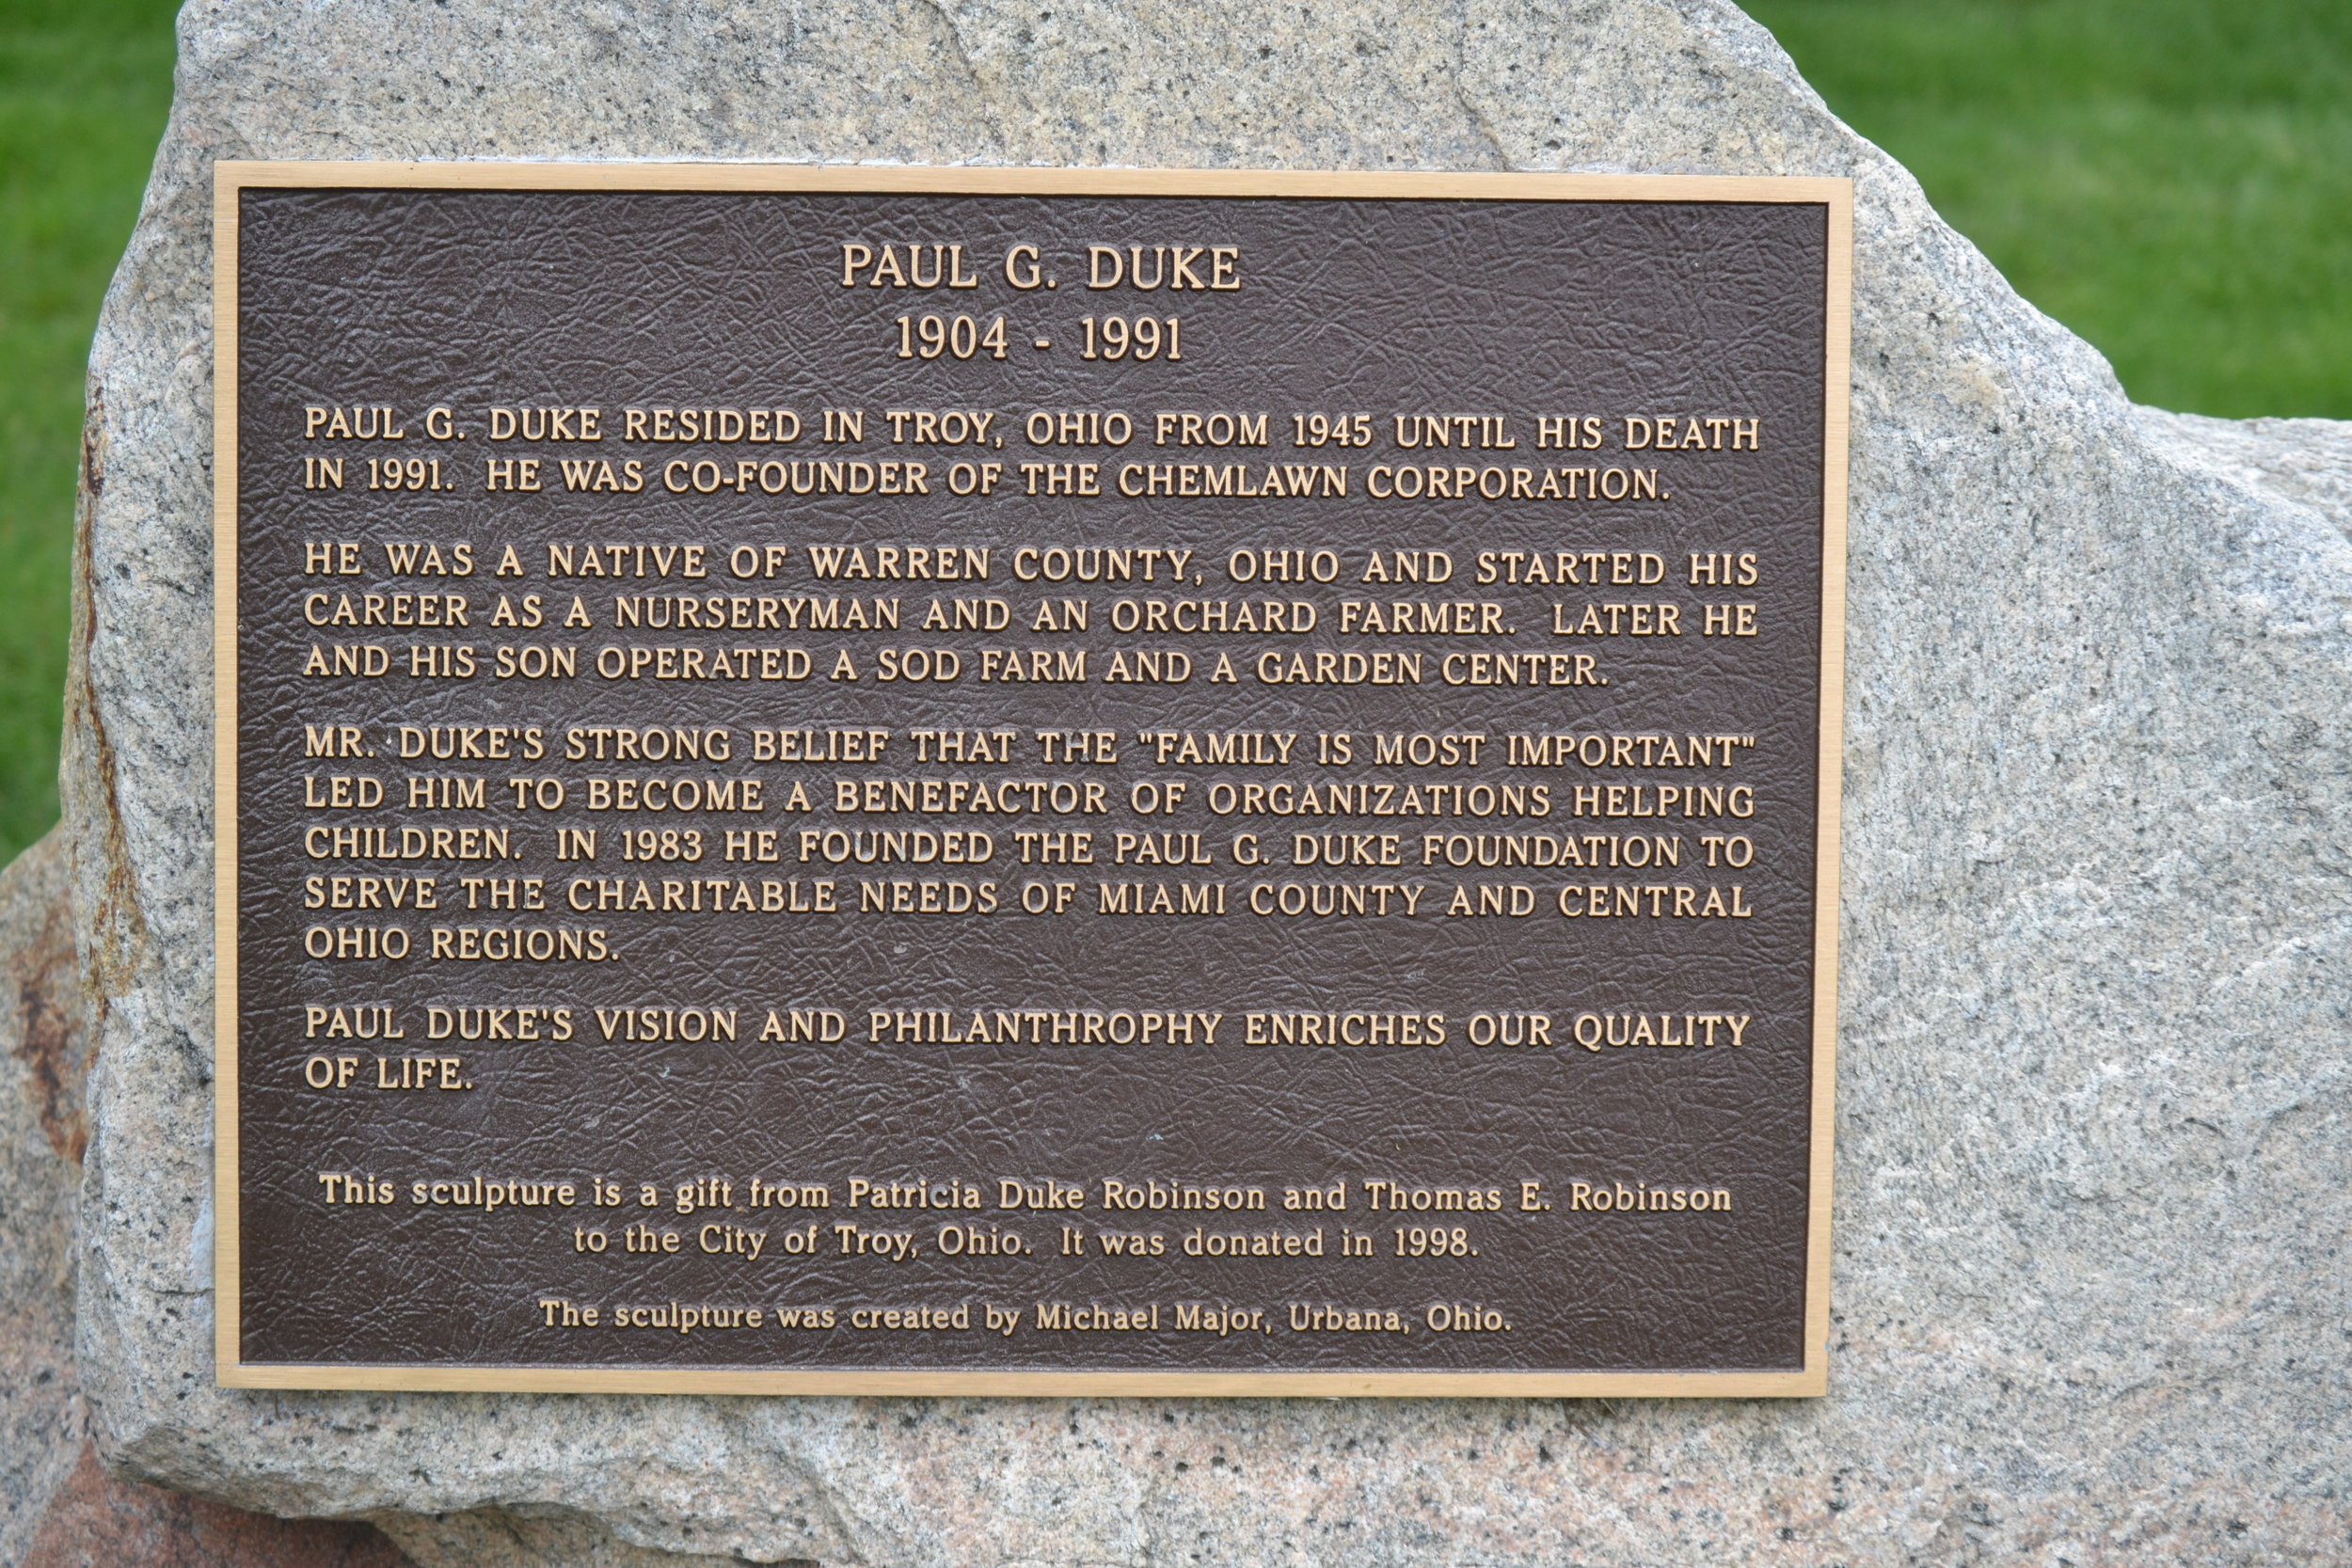 PAUL G. DUKE
1904 - 1991
PAUL G. DUKE RESIDED IN TROY, OHIO FROM 1945 UNTIL HIS DEATH
IN 1991. HE WAS CO-FOUNDER OF THE CHEMLAWN CORPORATION.
HE WAS A NATIVE OF WARREN COUNTY, OHIO AND STARTED HIS
CAREER AS A NURSERYMAN AND AN ORCHARD FARMER. LATER HE
AND HIS SON OPERATED A SOD FARM AND A GARDEN CENTER.
MR. DUKE'S STRONG BELIEF THAT THE "FAMILY IS MOST IMPORTANT"
LED HIM TO BECOME A BENEFACTOR OF ORGANIZATIONS HELPING
CHILDREN. IN 1983 HE FOUNDED THE PAUL G. DUKE FOUNDATION TO
SERVE THE CHARITABLE NEEDS OF MIAMI COUNTY AND CENTRAL
OHIO REGIONS.
PAUL DUKE'S VISION AND PHILANTHROPHY ENRICHES OUR QUALITY
OF LIFE.
This sculpture is a gift from Patricia Duke Robinson and Thomas E. Robinson
to the City of Troy, Ohio. It was donated in 1998.
The sculpture was created by Michael Major, Urbana, Ohio.